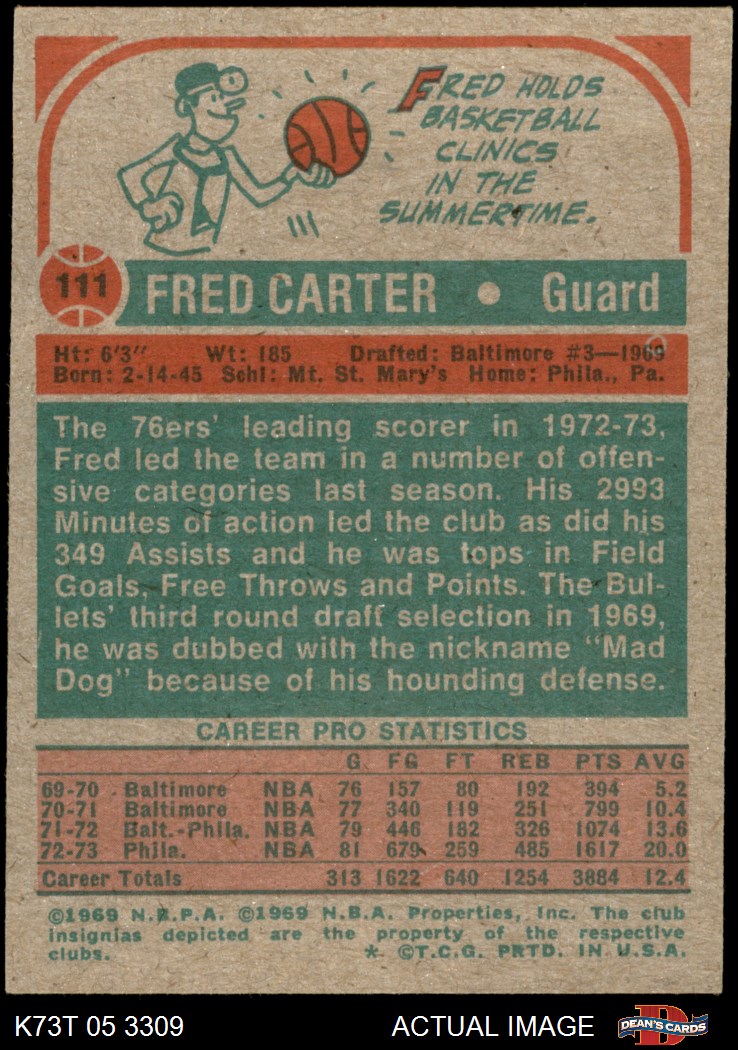 FRED HOLDS
BASKETBALL
CLINICS
IN THE
SUMMERTIME.
111 FRED CARTER • Guard
Ht: 6'3" Wt: 185 Drafted: Baltimore #3—1969
Born: 2-14-45 Schl: Mt. St. Mary's Home: Phila., Pa.
The 76ers' leading scorer in 1972-73,
Fred led the team in a number of offen-
sive categories last season. His 2993
Minutes of action led the club as did his
349 Assists and he was tops in Field
Goals, Free Throws and Points. The Bul-
lets' third round draft selection in 1969,
he was dubbed with the nickname "Mad
Dog" because of his hounding defense.
CAREER PRO STATISTICS
G FG FT REB PTS AVG
69-70 Baltimore NBA 76 157 80 192 394 5.2
70-71 Baltimore NBA 77 340 119 251 799 10.4
71-72 Balt.-Phila. NBA 79 446 182 326 1074 13.6
72-73 Phila. NBA 81 679 259 485 1617 20.0
Career Totals 313 1622 640 1254 3884 12.4
©1969 N.B.P.A. ©1969 N.B.A. Properties, Inc. The club
insignias depicted are the property of the respective
clubs. * ©T.C.G. PRTD. IN U.S.A.
K73T 05 3309 ACTUAL IMAGE DEAN'S CARDS